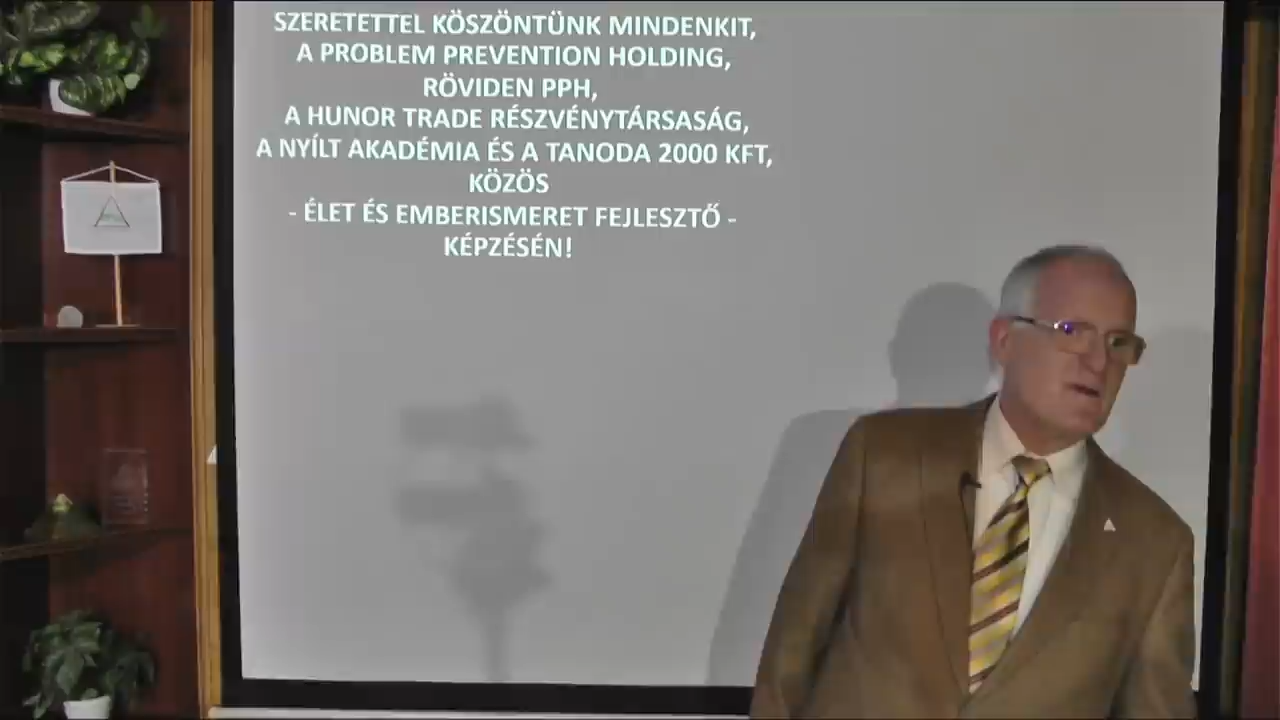 SZERETETTEL KÖSZÖNTÜNK MINDENKIT,
A PROBLEM PREVENTION HOLDING,
RÖVIDEN PPH,
A HUNOR TRADE RÉSZVÉNYTÁRSASÁG,
A NYÍLT AKADÉMIA ÉS A TANODA 2000 KFT,
KÖZÖS
- ÉLET ÉS EMBERISMERET FEJLESZTŐ -
KÉPZÉSÉN!